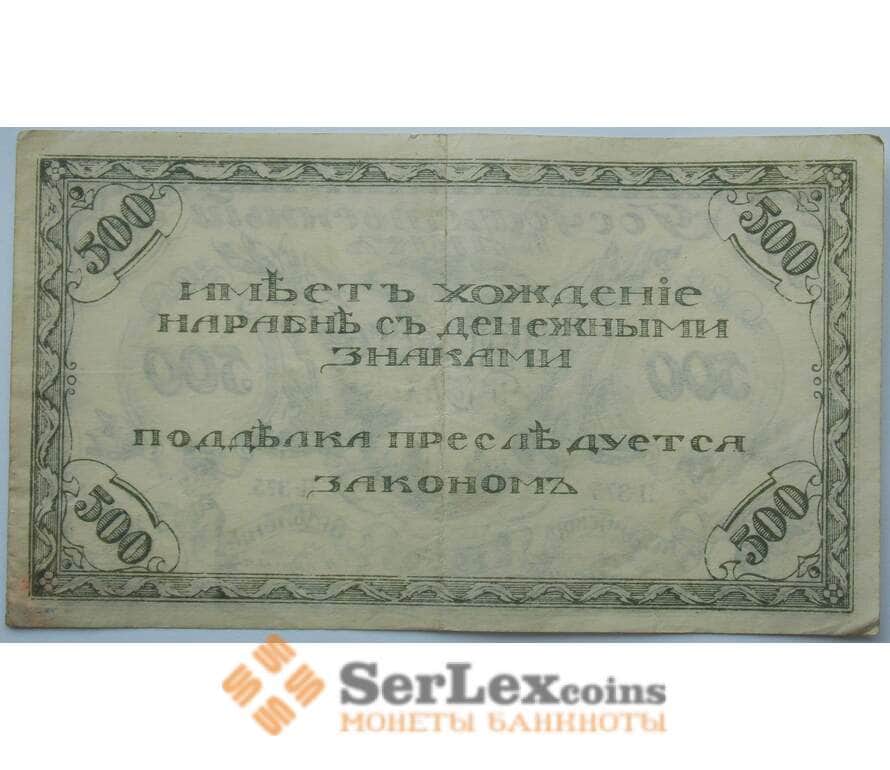 500 500
ИМѢЕТЪ ХОЖДЕНІЕ
НАРАВНѢ СЪ ДЕНЕЖНЫМИ
ЗНАКАМИ
ПОДДѢЛКА ПРЕСЛѢДУЕТСЯ
ЗАКОНОМЪ
500 500
SerLexcoins
МОНЕТЫ БАНКНОТЫ